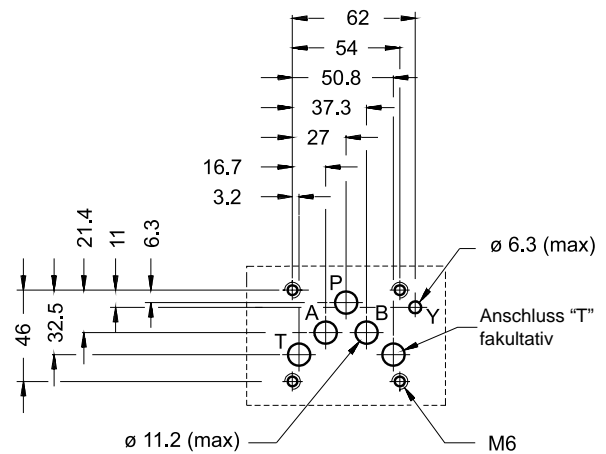 62
54
50.8
37.3
27
16.7
3.2
46
32.5
21.4
11
6.3
ø 6.3 (max)
P
A
B
Y
T
Anschluss “T”
fakultativ
ø 11.2 (max)
M6